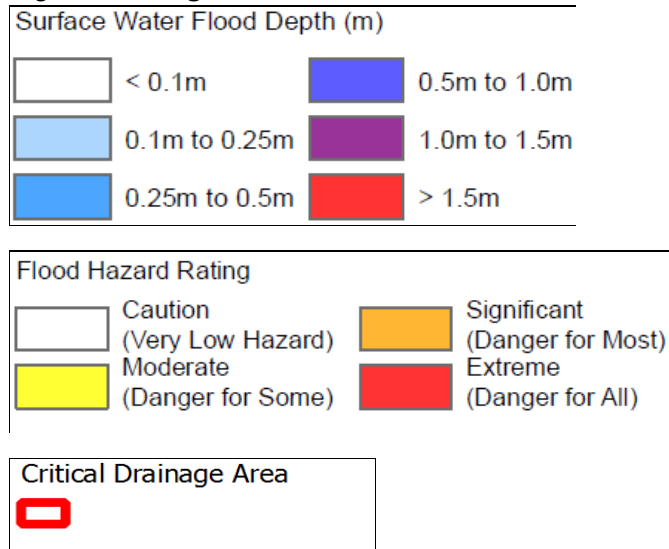 Surface Water Flood Depth (m)
< 0.1m
0.5m to 1.0m
0.1m to 0.25m
1.0m to 1.5m
0.25m to 0.5m
> 1.5m
Flood Hazard Rating
Caution
(Very Low Hazard)
Significant
(Danger for Most)
Moderate
(Danger for Some)
Extreme
(Danger for All)
Critical Drainage Area